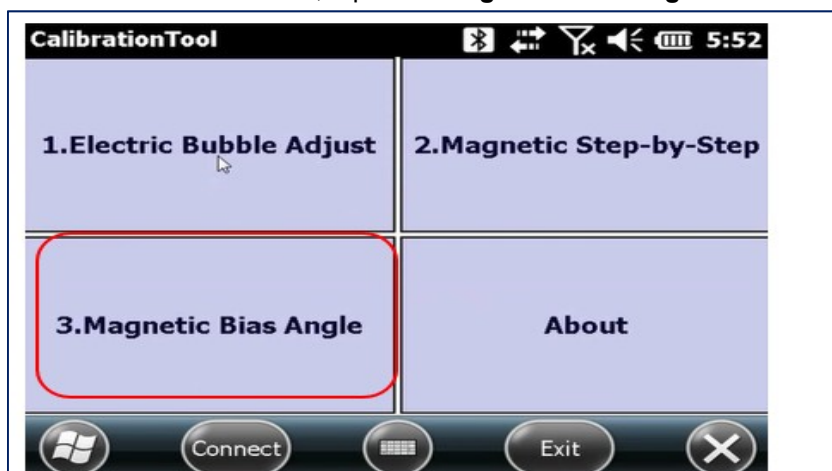 CalibrationTool 5:52
1.Electric Bubble Adjust 2.Magnetic Step-by-Step
3.Magnetic Bias Angle About
Connect Exit